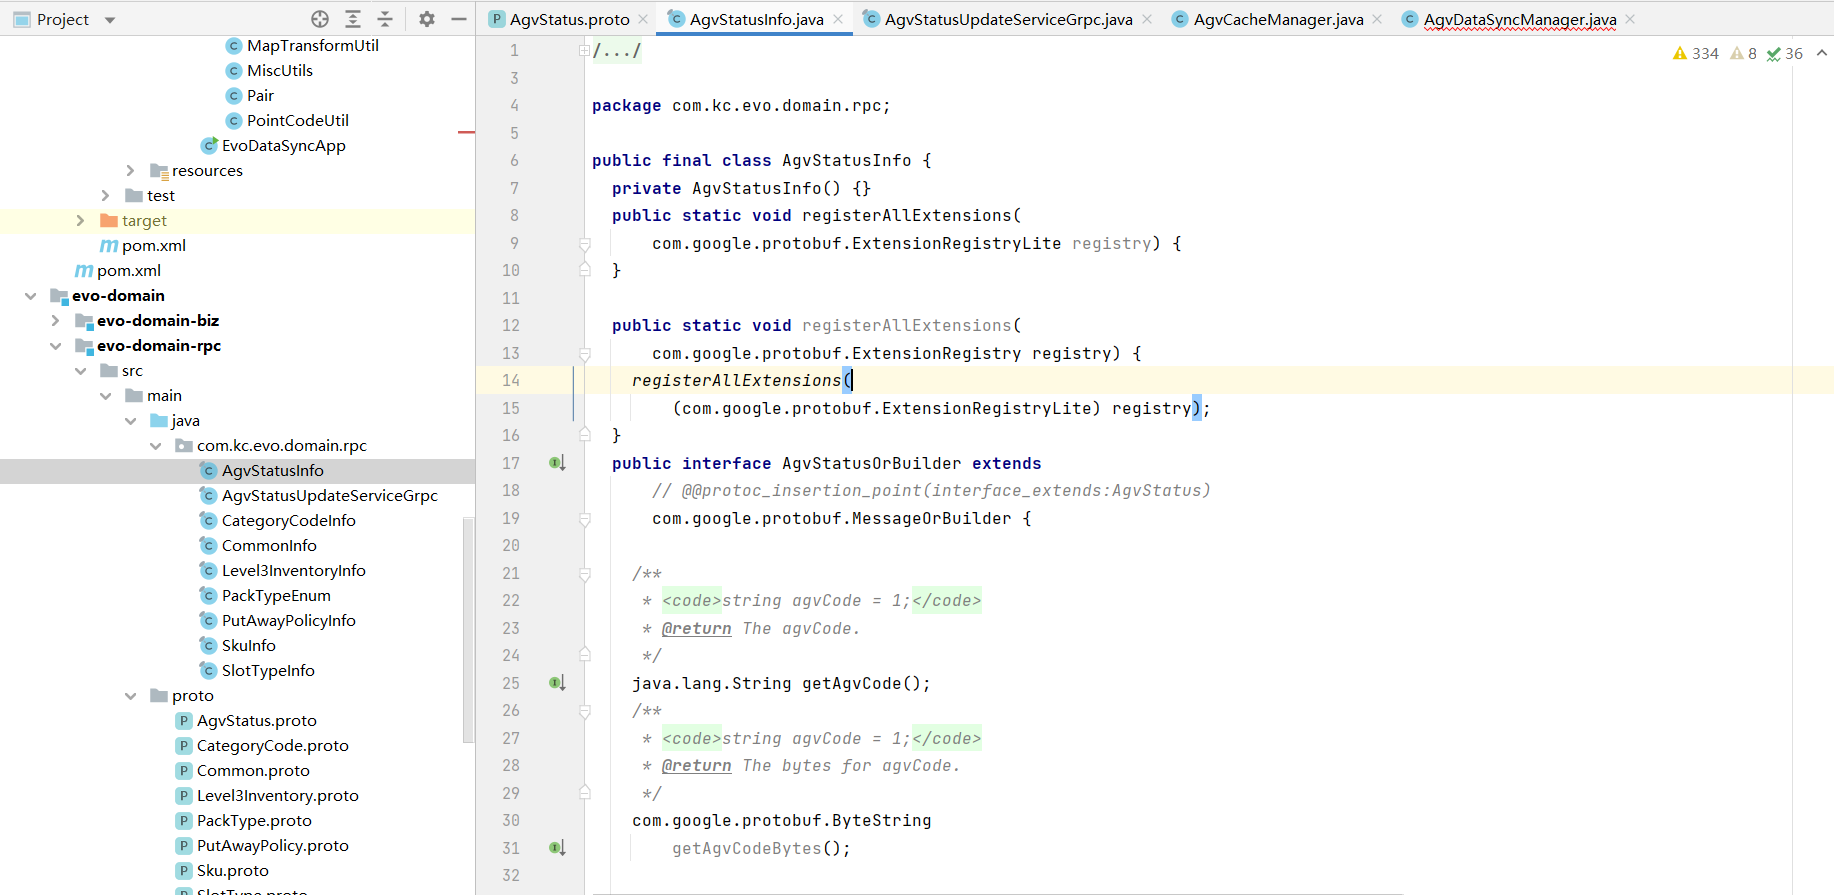 Project
AgvStatus.proto
AgvStatusInfo.java
AgvStatusUpdateServiceGrpc.java
AgvCacheManager.java
AgvDataSyncManager.java
MapTransformUtil
MiscUtils
Pair
PointCodeUtil
EvoDataSyncApp
resources
test
target
pom.xml
pom.xml
evo-domain
evo-domain-biz
evo-domain-rpc
src
main
java
com.kc.evo.domain.rpc
AgvStatusInfo
AgvStatusUpdateServiceGrpc
CategoryCodeInfo
CommonInfo
Level3InventoryInfo
PackTypeEnum
PutAwayPolicyInfo
SkuInfo
SlotTypeInfo
proto
AgvStatus.proto
CategoryCode.proto
Common.proto
Level3Inventory.proto
PackType.proto
PutAwayPolicy.proto
Sku.proto
SlotType.proto
334 8 36
1 /.../
3
4 package com.kc.evo.domain.rpc;
5
6 public final class AgvStatusInfo {
7 private AgvStatusInfo() {}
8 public static void registerAllExtensions(
9 com.google.protobuf.ExtensionRegistryLite registry) {
10 }
11
12 public static void registerAllExtensions(
13 com.google.protobuf.ExtensionRegistry registry) {
14 registerAllExtensions(
15 (com.google.protobuf.ExtensionRegistryLite) registry);
16 }
17 public interface AgvStatusOrBuilder extends
18 // @@protoc_insertion_point(interface_extends:AgvStatus)
19 com.google.protobuf.MessageOrBuilder {
20
21 /**
22 * <code>string agvCode = 1;</code>
23 * @return The agvCode.
24 */
25 java.lang.String getAgvCode();
26 /**
27 * <code>string agvCode = 1;</code>
28 * @return The bytes for agvCode.
29 */
30 com.google.protobuf.ByteString
31 getAgvCodeBytes();
32